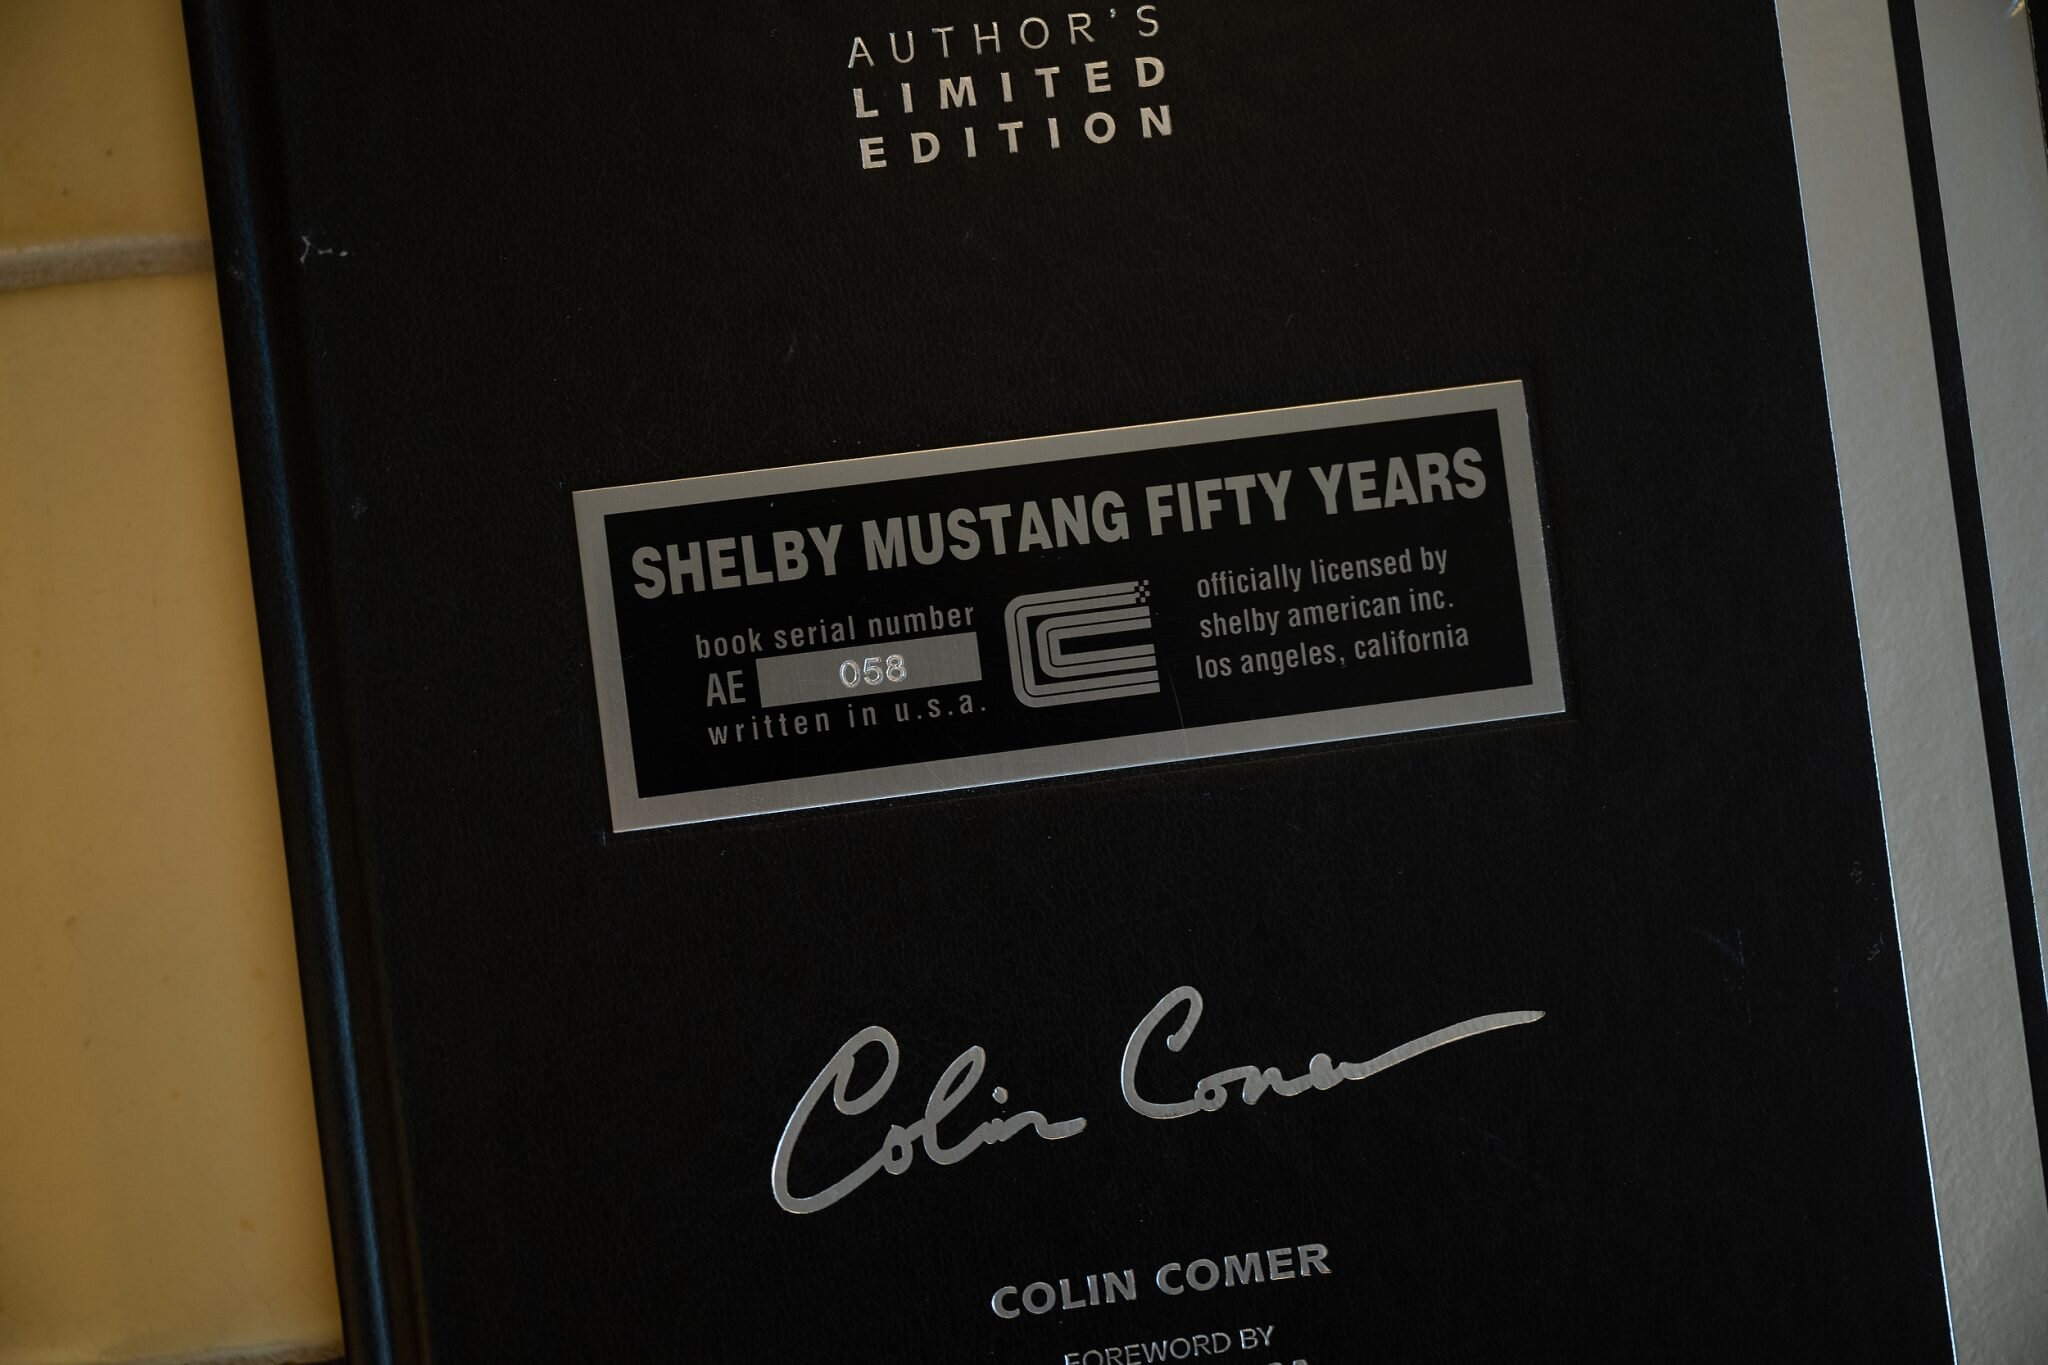 AUTHOR'S
LIMITED
EDITION
SHELBY MUSTANG FIFTY YEARS
book serial number
AE 058
written in u.s.a.
officially licensed by
shelby american inc.
los angeles, california
Colin Comer
COLIN COMER
FOREWORD BY